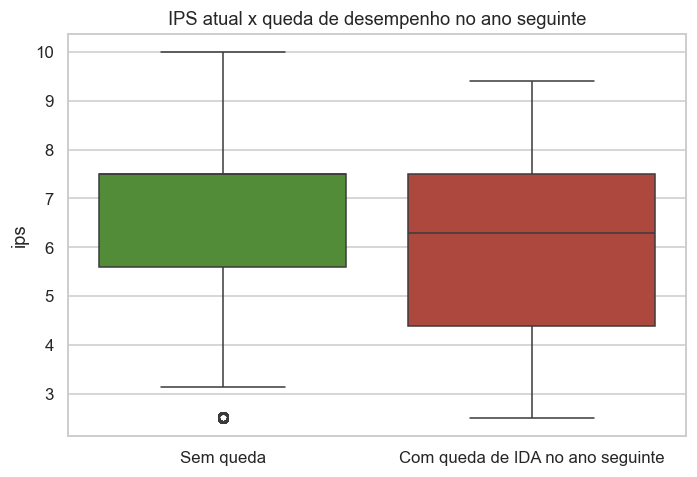 IPS atual x queda de desempenho no ano seguinte
10
9
8
7
6
5
4
3
ips
Sem queda
Com queda de IDA no ano seguinte